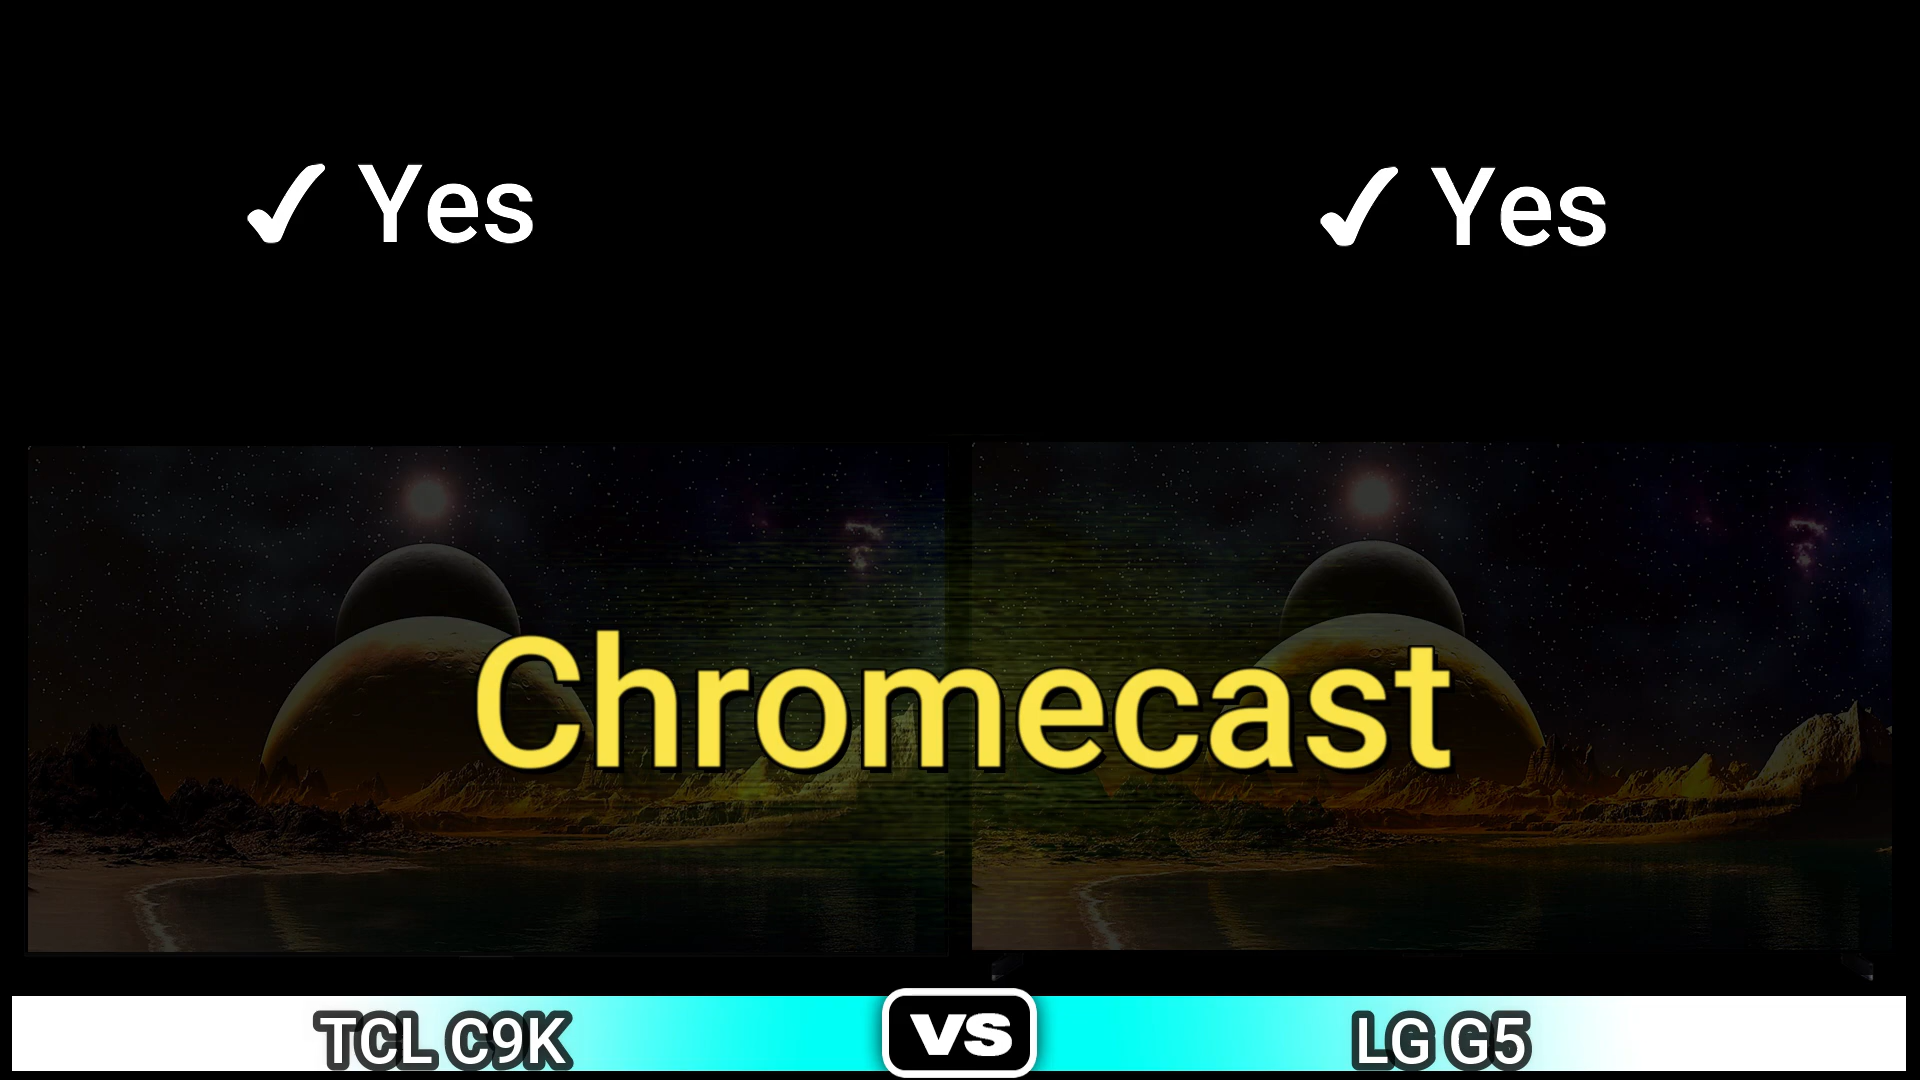 ✓ Yes
✓ Yes
Chromecast
TCL C9K
VS
LG G5